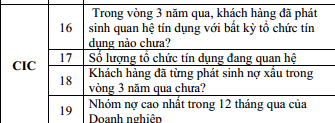 16
Trong vòng 3 năm qua, khách hàng đã phát
sinh quan hệ tín dụng với bất kỳ tổ chức tín
dụng nào chưa?
CIC
17 Số lượng tổ chức tín dụng đang quan hệ
18
Khách hàng đã từng phát sinh nợ xấu trong
vòng 3 năm qua chưa?
19
Nhóm nợ cao nhất trong 12 tháng qua của
Doanh nghiệp